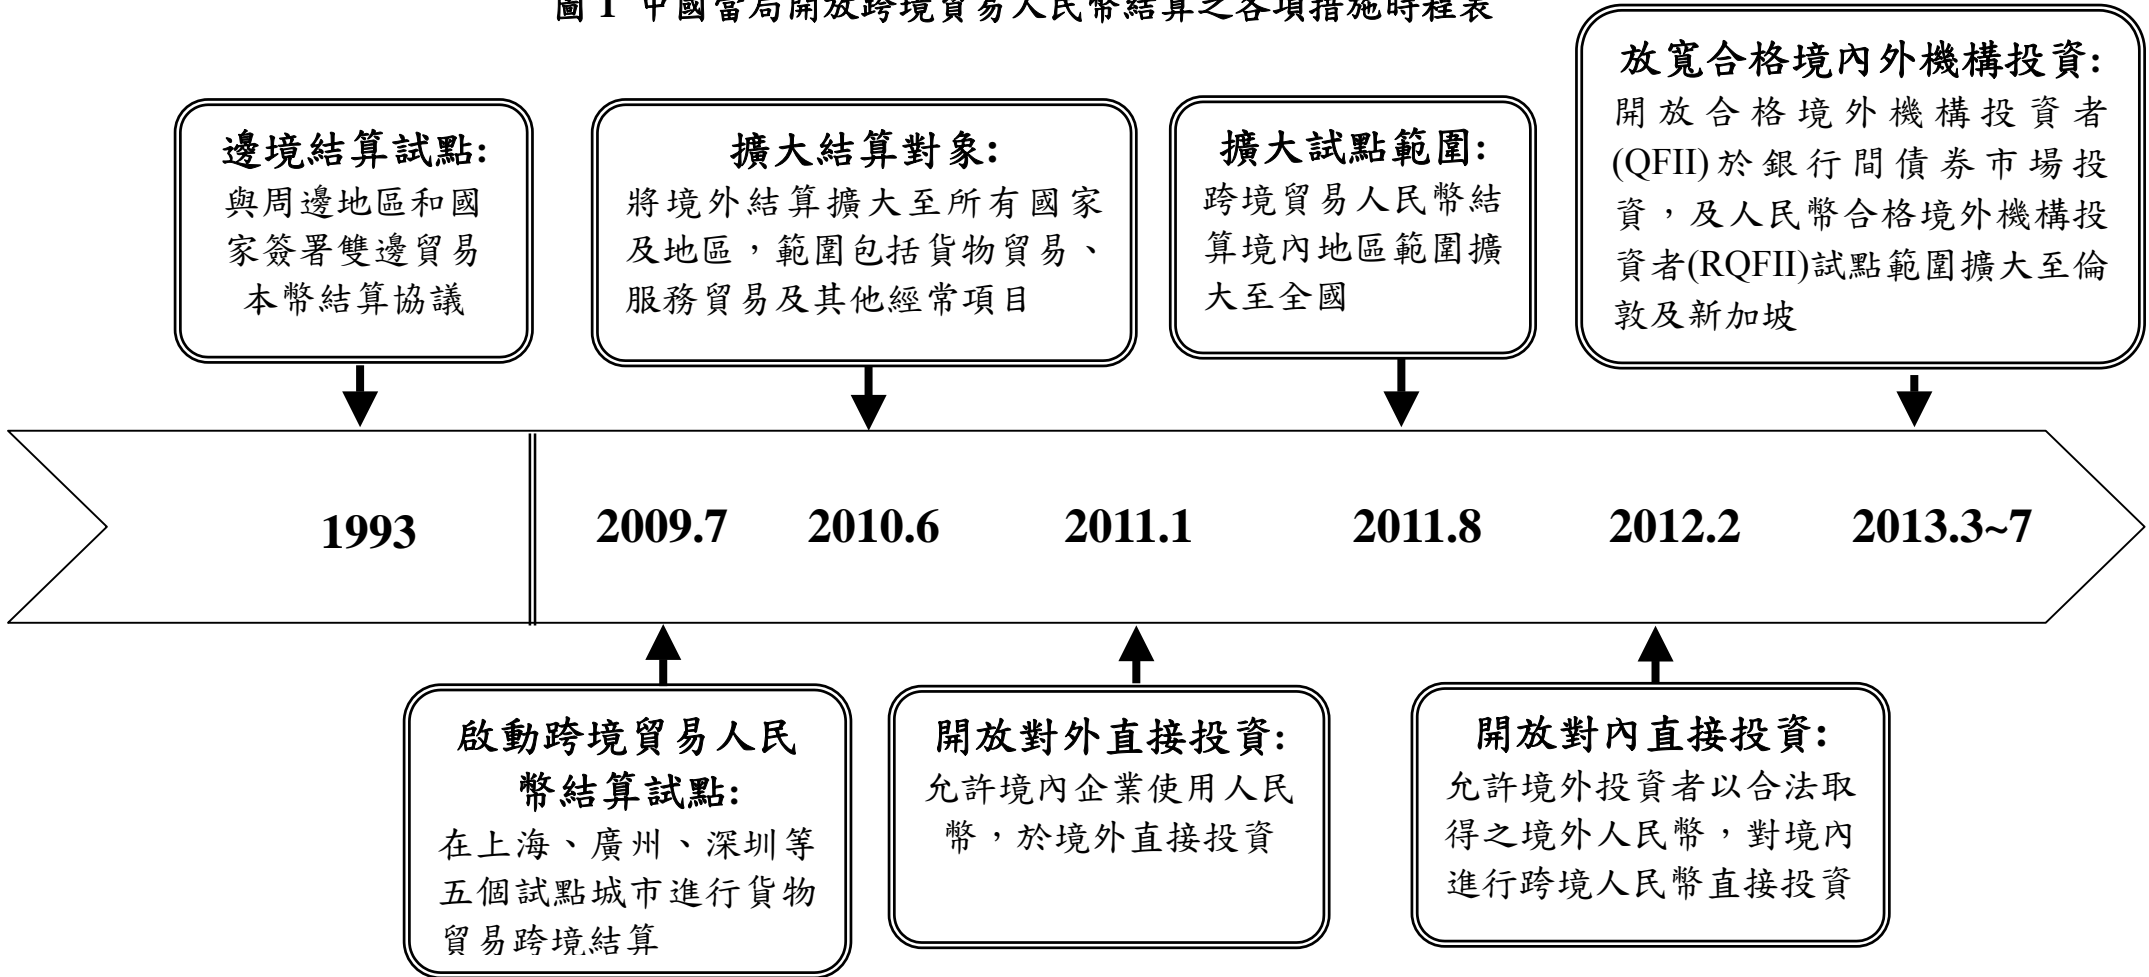 圖 1 中國當局開放跨境貿易人民幣結算之各項措施時程表
邊境結算試點:
與周邊地區和國
家簽署雙邊貿易
本幣結算協議
擴大結算對象:
將境外結算擴大至所有國家
及地區，範圍包括貨物貿易、
服務貿易及其他經常項目
擴大試點範圍:
跨境貿易人民幣結
算境內地區範圍擴
大至全國
放寬合格境內外機構投資:
開放合格境外機構投資者
(QFII)於銀行間債券市場投
資，及人民幣合格境外機構投
資者(RQFII)試點範圍擴大至倫
敦及新加坡
1993
2009.7
2010.6
2011.1
2011.8
2012.2
2013.3~7
啟動跨境貿易人民
幣結算試點:
在上海、廣州、深圳等
五個試點城市進行貨物
貿易跨境結算
開放對外直接投資:
允許境內企業使用人民
幣，於境外直接投資
開放對內直接投資:
允許境外投資者以合法取
得之境外人民幣，對境內
進行跨境人民幣直接投資